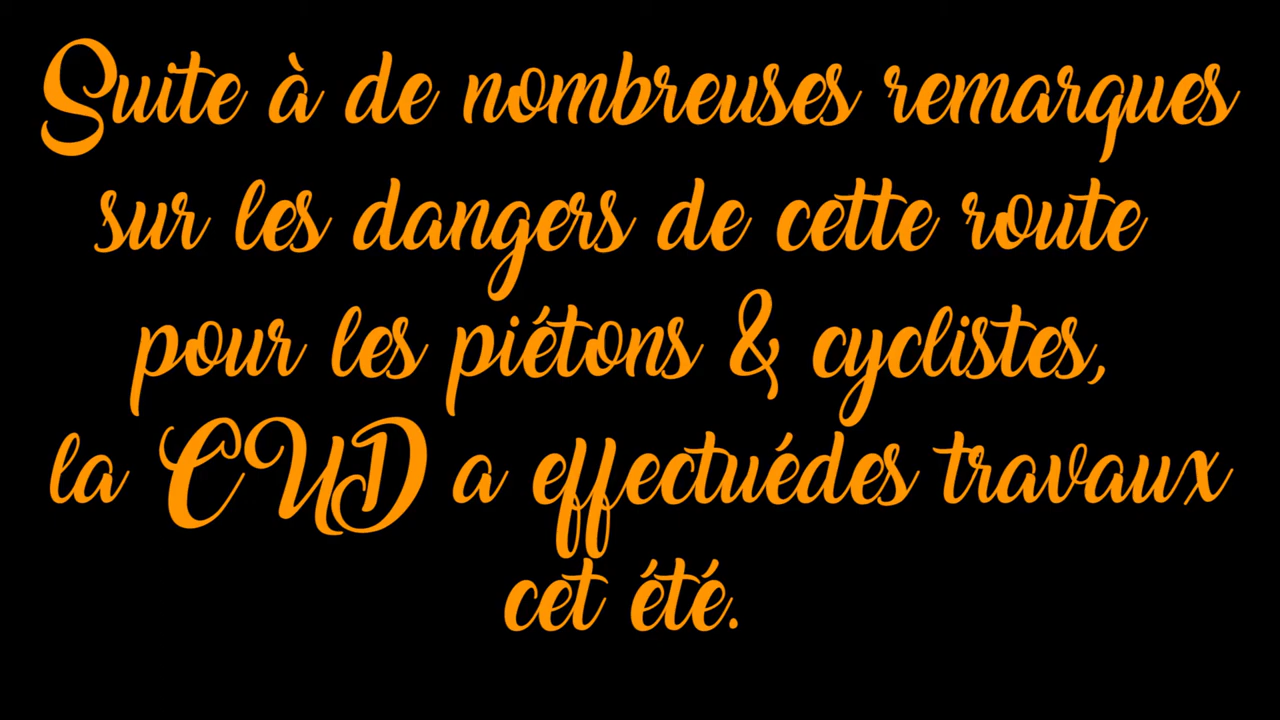 Suite à de nombreuses remarques
sur les dangers de cette route
pour les piétons & cyclistes,
la CUD a effectuédes travaux
cet été.